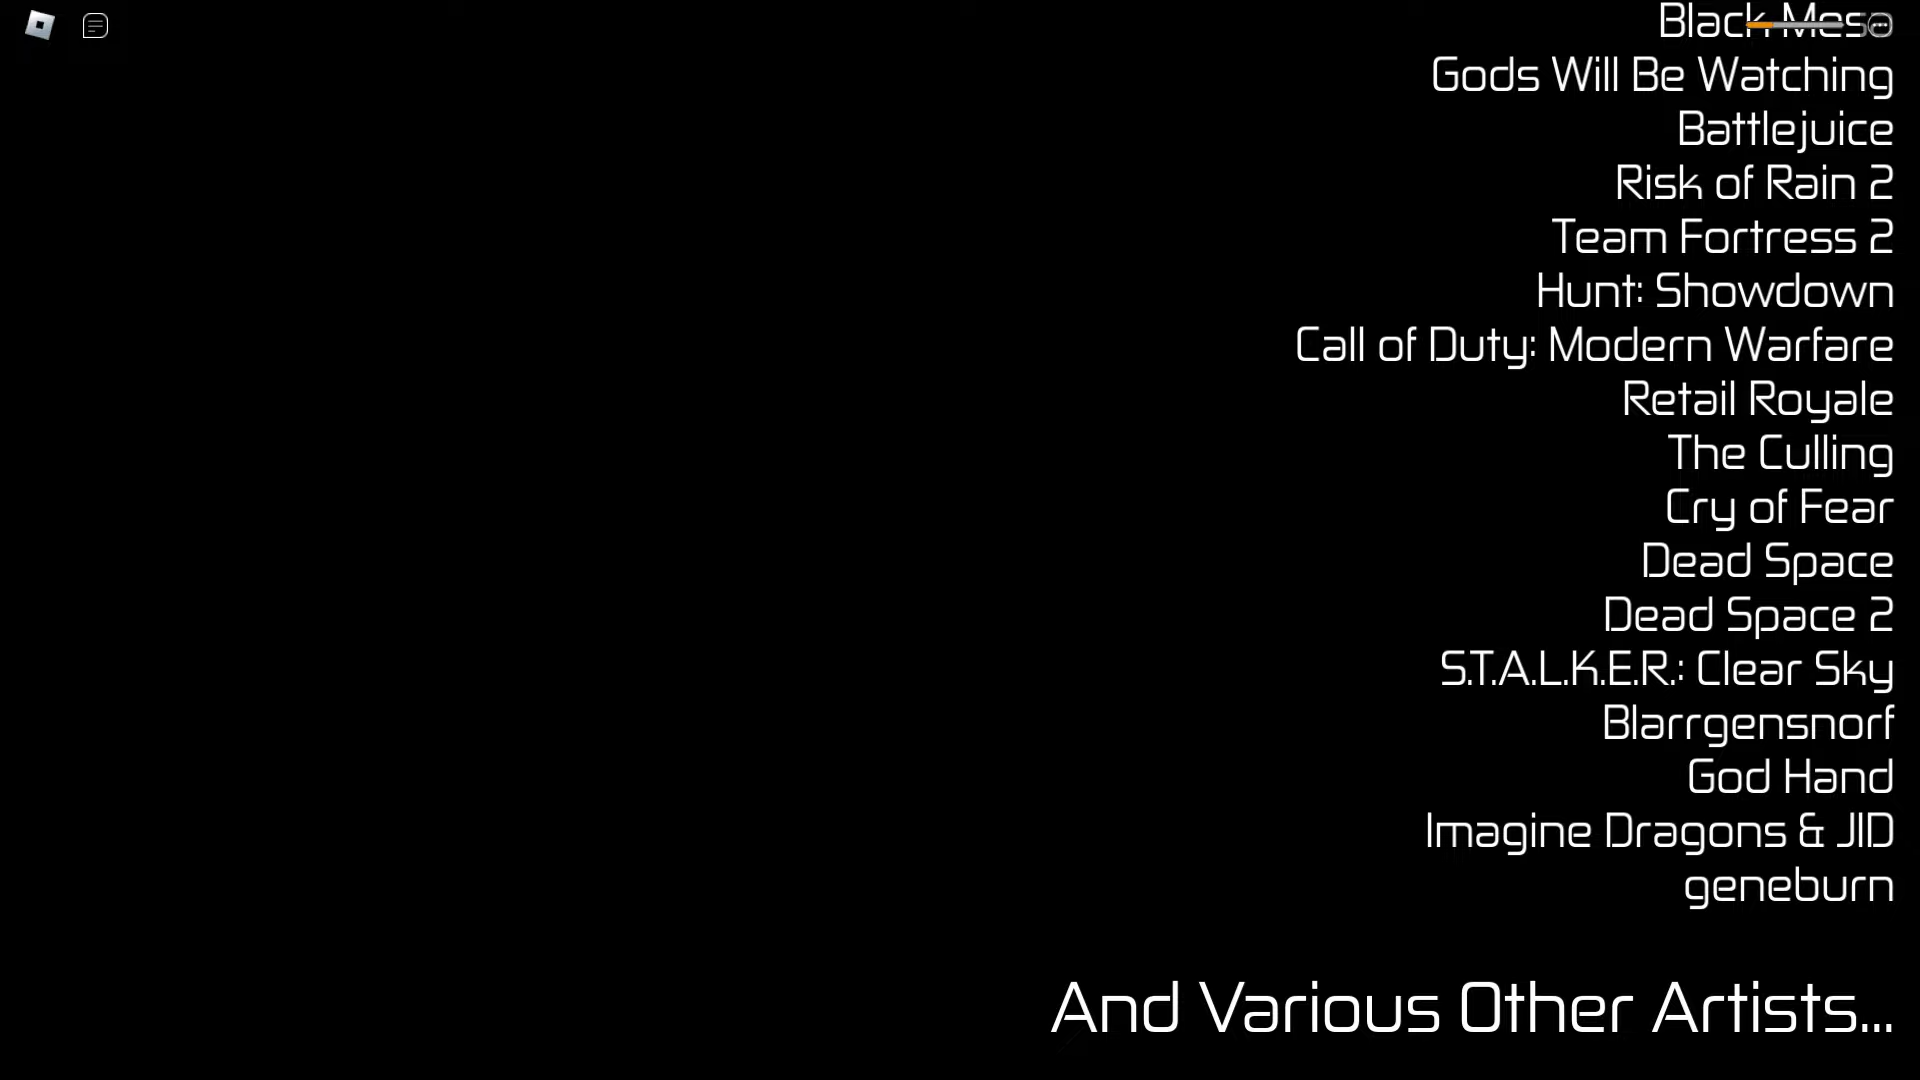 Black Mesa
Gods Will Be Watching
Battlejuice
Risk of Rain 2
Team Fortress 2
Hunt: Showdown
Call of Duty: Modern Warfare
Retail Royale
The Culling
Cry of Fear
Dead Space
Dead Space 2
S.T.A.L.K.E.R.: Clear Sky
Blarrgensnorf
God Hand
Imagine Dragons & JID
geneburn
And Various Other Artists...